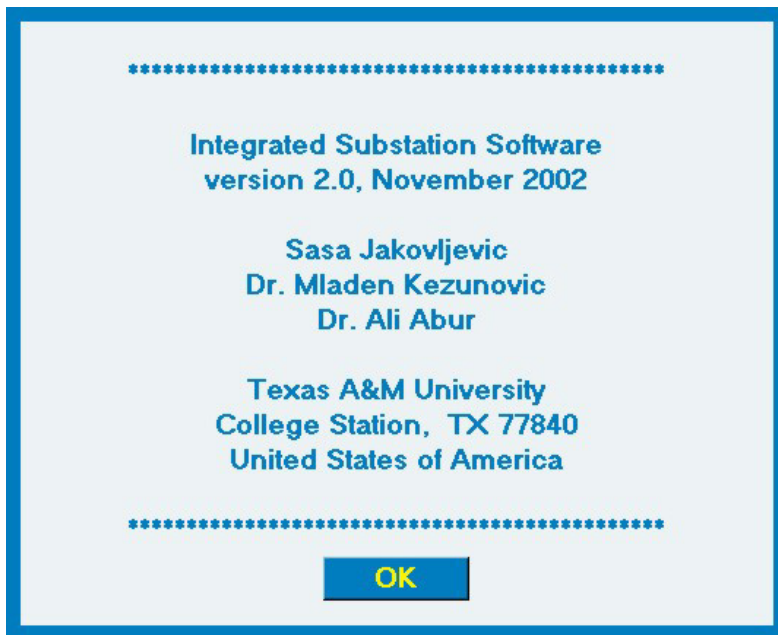 **********************************************
Integrated Substation Software
version 2.0, November 2002
Sasa Jakovljevic
Dr. Mladen Kezunovic
Dr. Ali Abur
Texas A&M University
College Station, TX 77840
United States of America
**********************************************
OK